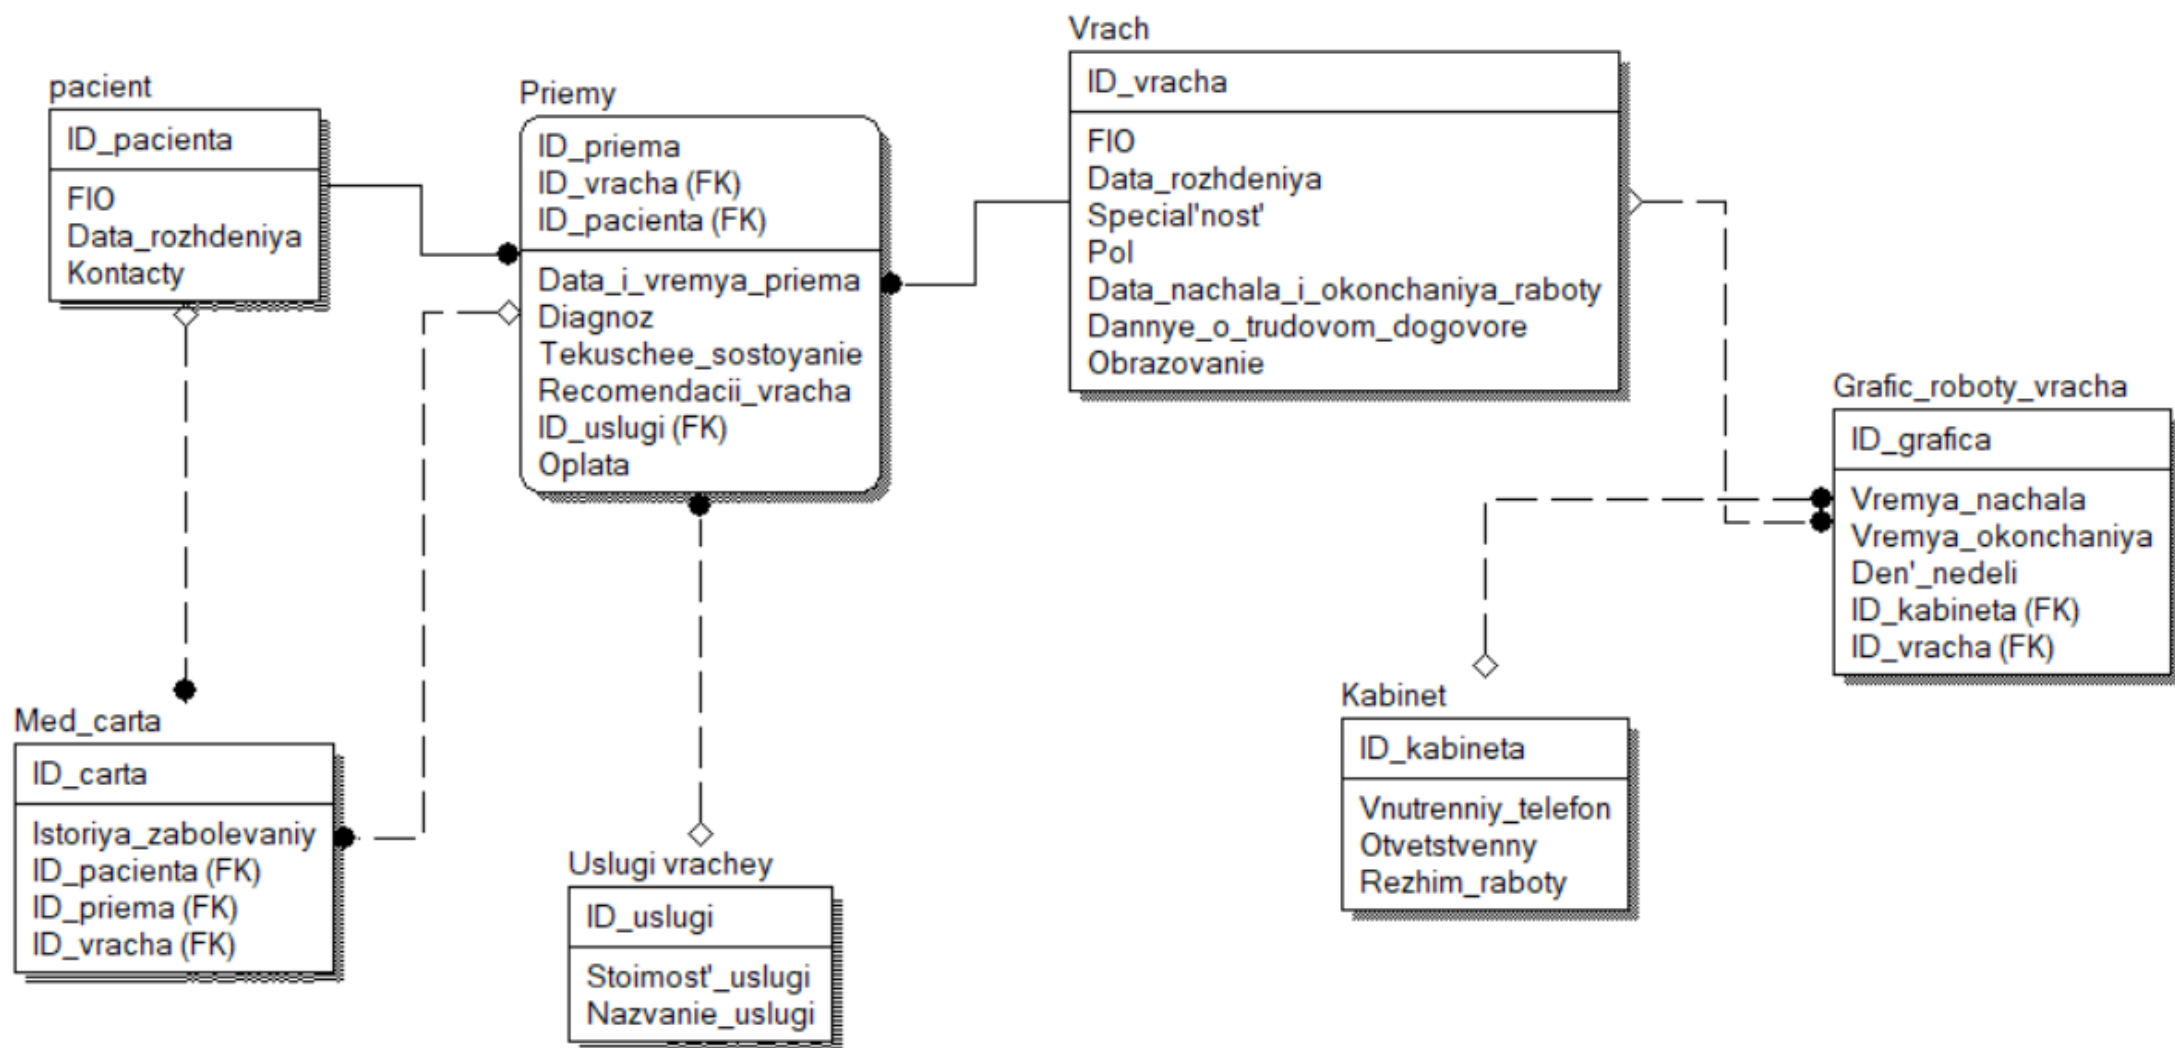 pacient
ID_pacienta
FIO
Data_rozhdeniya
Kontacty
Priemy
ID_priema
ID_vracha (FK)
ID_pacienta (FK)
Data_i_vremya_priema
Diagnoz
Tekuschee_sostoyanie
Recomendacii_vracha
ID_uslugi (FK)
Oplata
Vrach
ID_vracha
FIO
Data_rozhdeniya
Special'nost'
Pol
Data_nachala_i_okonchaniya_raboty
Dannye_o_trudovom_dogovore
Obrazovanie
Grafic_roboty_vracha
ID_grafica
Vremya_nachala
Vremya_okonchaniya
Den'_nedeli
ID_kabineta (FK)
ID_vracha (FK)
Med_carta
ID_carta
Istoriya_zabolevaniy
ID_pacienta (FK)
ID_priema (FK)
ID_vracha (FK)
Uslugi vrachey
ID_uslugi
Stoimost'_uslugi
Nazvanie_uslugi
Kabinet
ID_kabineta
Vnutrenniy_telefon
Otvetstvenny
Rezhim_raboty